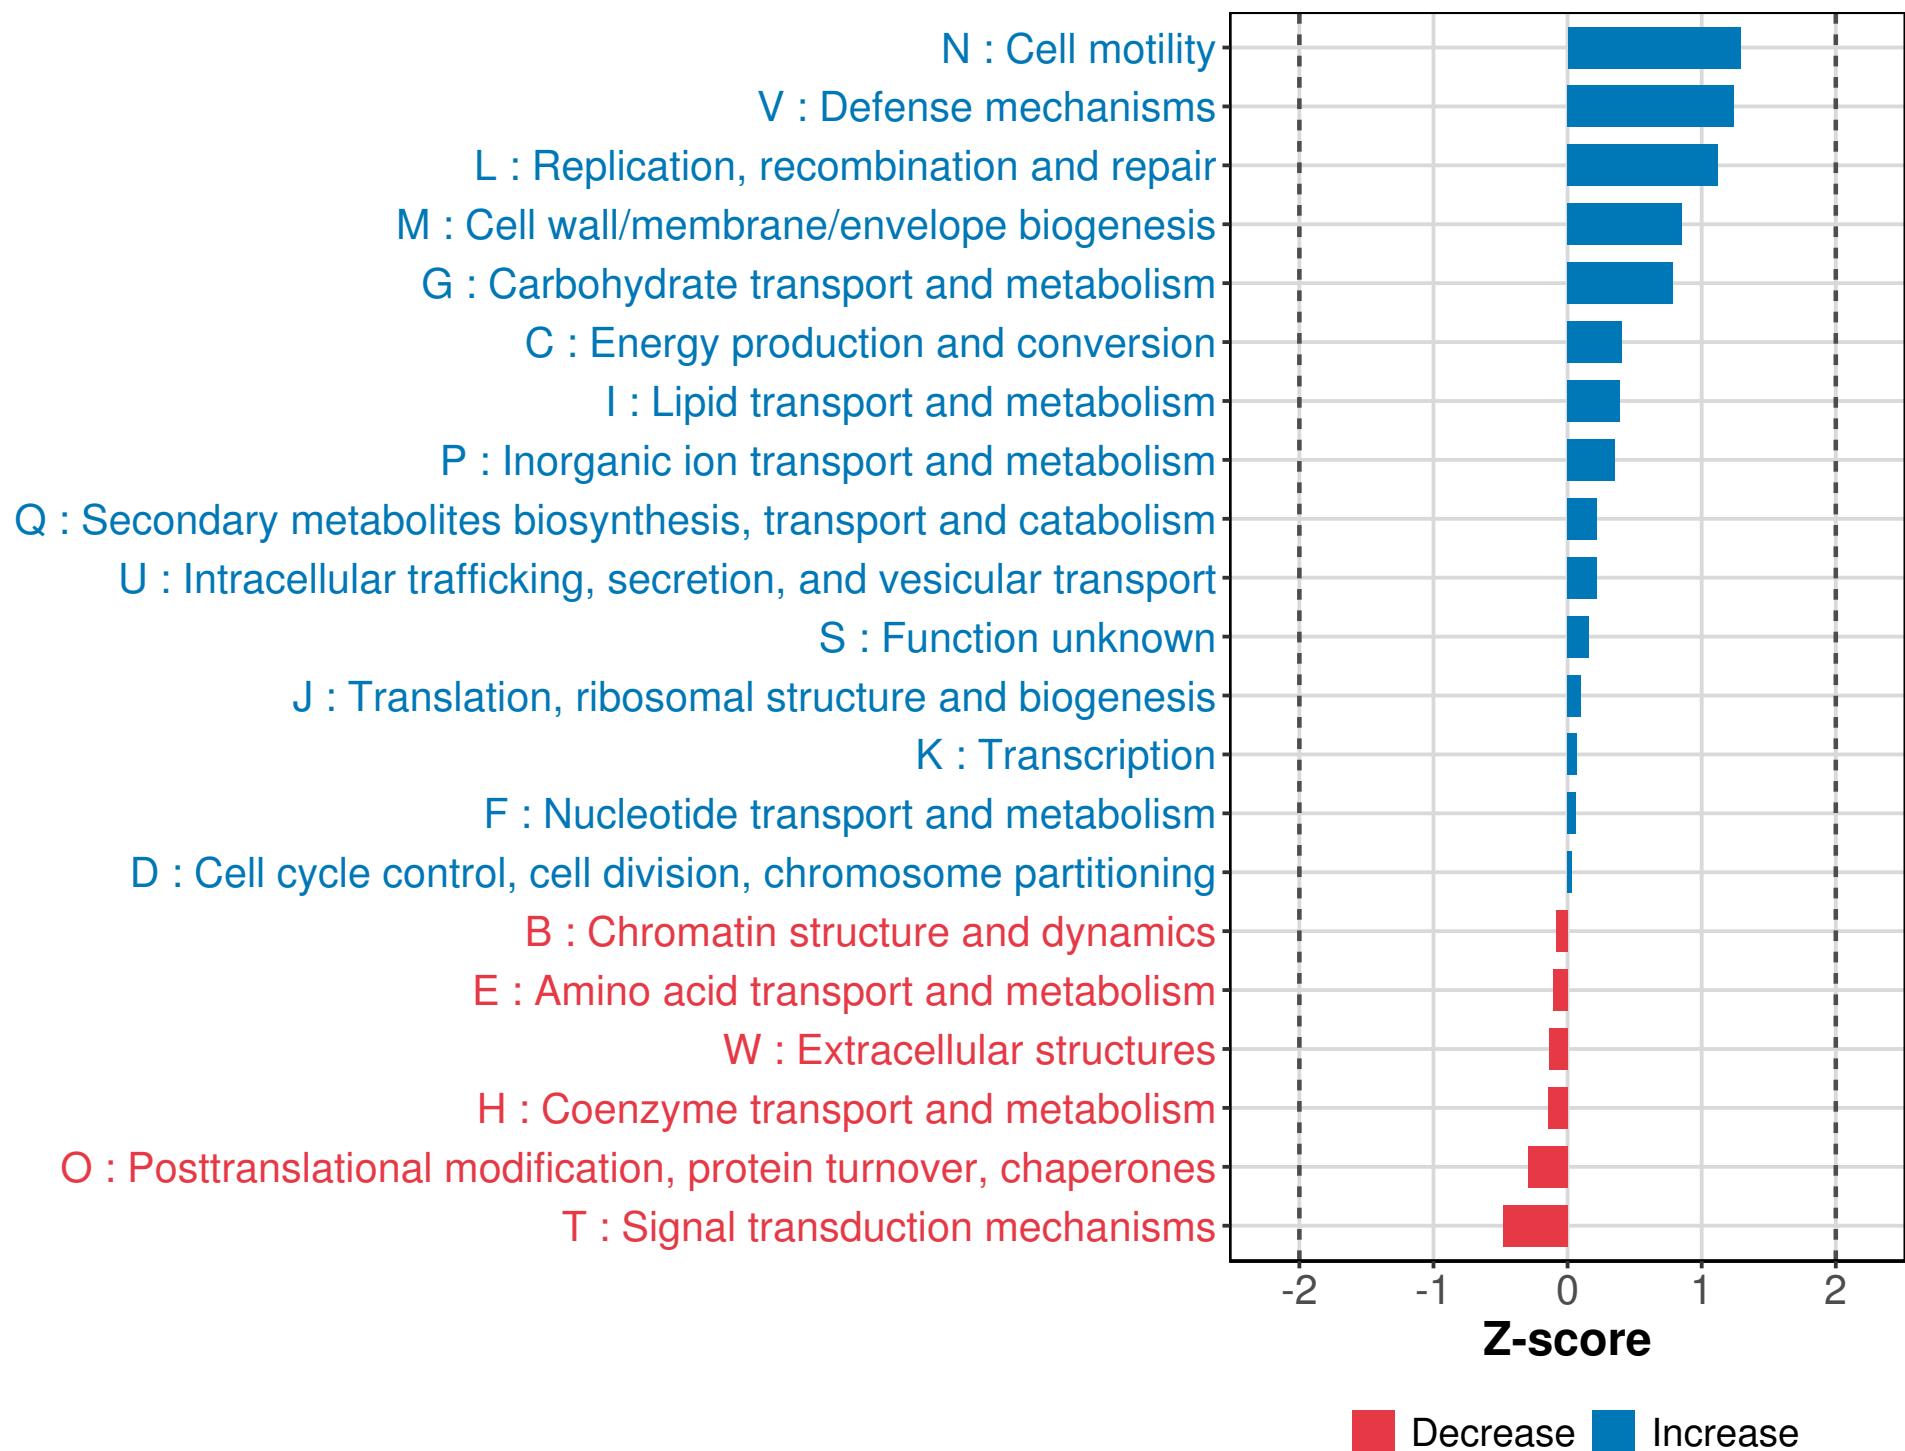 N : Cell motility
V : Defense mechanisms
L : Replication, recombination and repair
M : Cell wall/membrane/envelope biogenesis
G : Carbohydrate transport and metabolism
C : Energy production and conversion
I : Lipid transport and metabolism
P : Inorganic ion transport and metabolism
Q : Secondary metabolites biosynthesis, transport and catabolism
U : Intracellular trafficking, secretion, and vesicular transport
S : Function unknown
J : Translation, ribosomal structure and biogenesis
K : Transcription
F : Nucleotide transport and metabolism
D : Cell cycle control, cell division, chromosome partitioning
B : Chromatin structure and dynamics
E : Amino acid transport and metabolism
W : Extracellular structures
H : Coenzyme transport and metabolism
O : Posttranslational modification, protein turnover, chaperones
T : Signal transduction mechanisms
-2 -1 0 1 2
Z-score
Decrease Increase